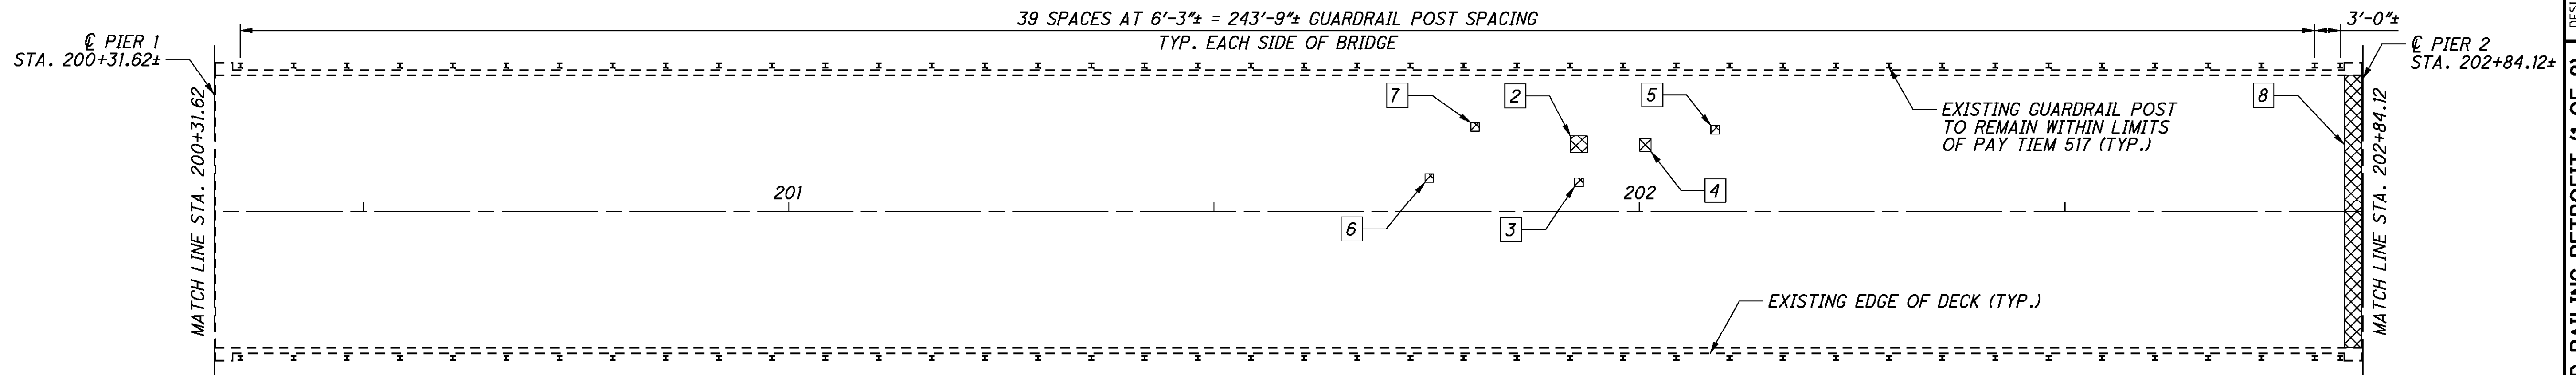 39 SPACES AT 6'-3"± = 243'-9"± GUARDRAIL POST SPACING
TYP. EACH SIDE OF BRIDGE
3'-0"±
℄ PIER 1
STA. 200+31.62±
℄ PIER 2
STA. 202+84.12±
MATCH LINE STA. 200+31.62
7
2
5
8
EXISTING GUARDRAIL POST
TO REMAIN WITHIN LIMITS
OF PAY TIEM 517 (TYP.)
201
202
4
6
3
MATCH LINE STA. 202+84.12
EXISTING EDGE OF DECK (TYP.)